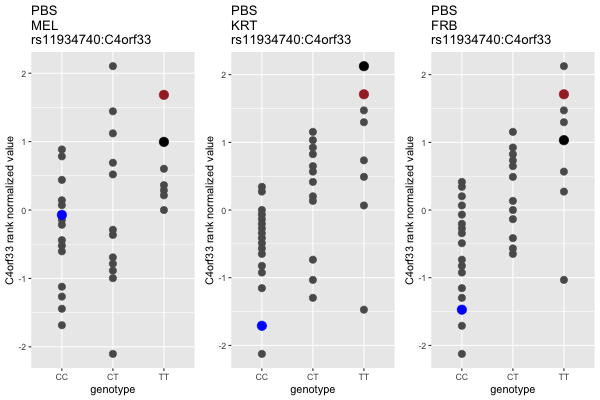 PBS
MEL
rs11934740:C4orf33
C4orf33 rank normalized value
2
1
0
-1
-2
CC
CT
TT
genotype
PBS
KRT
rs11934740:C4orf33
C4orf33 rank normalized value
2
1
0
-1
-2
CC
CT
TT
genotype
PBS
FRB
rs11934740:C4orf33
C4orf33 rank normalized value
2
1
0
-1
-2
CC
CT
TT
genotype